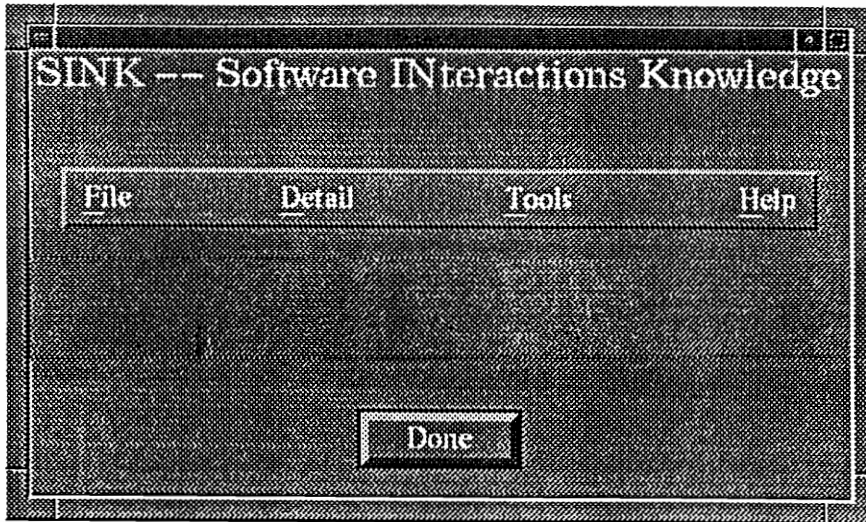 SINK -- Software INteractions Knowledge
File Detail Tools Help
Done